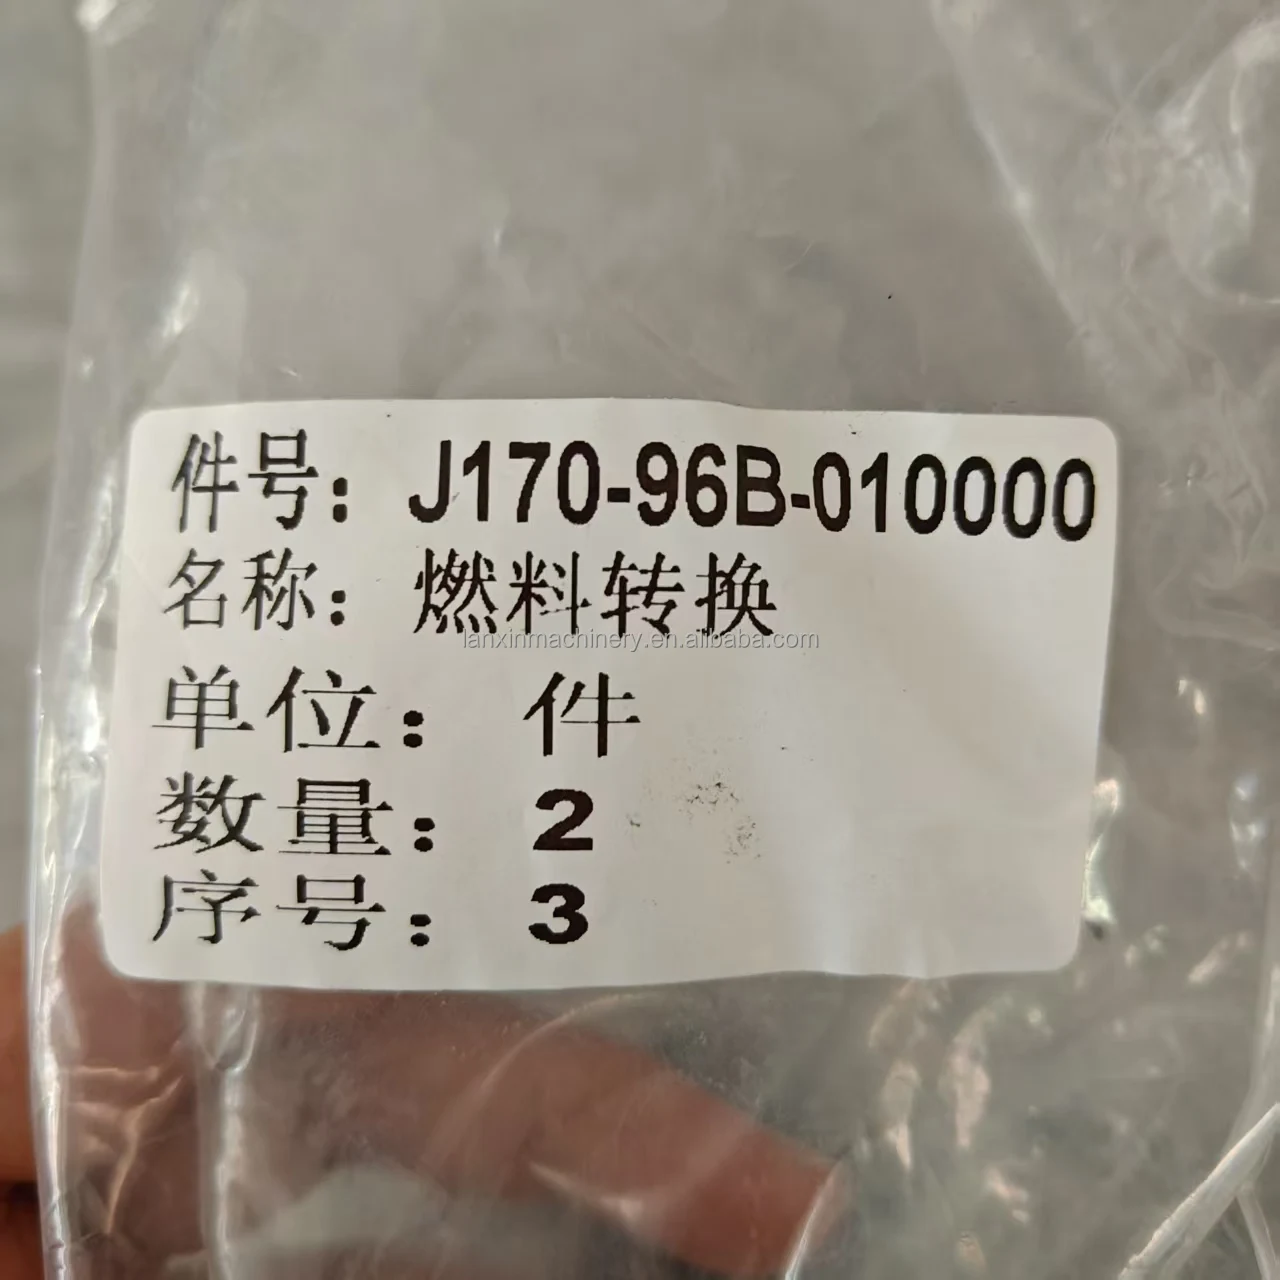 件号: J170-96B-010000
名称: 燃料转换
lanxinmachinery.en.alibaba.com
单位: 件
数量: 2
序号: 3